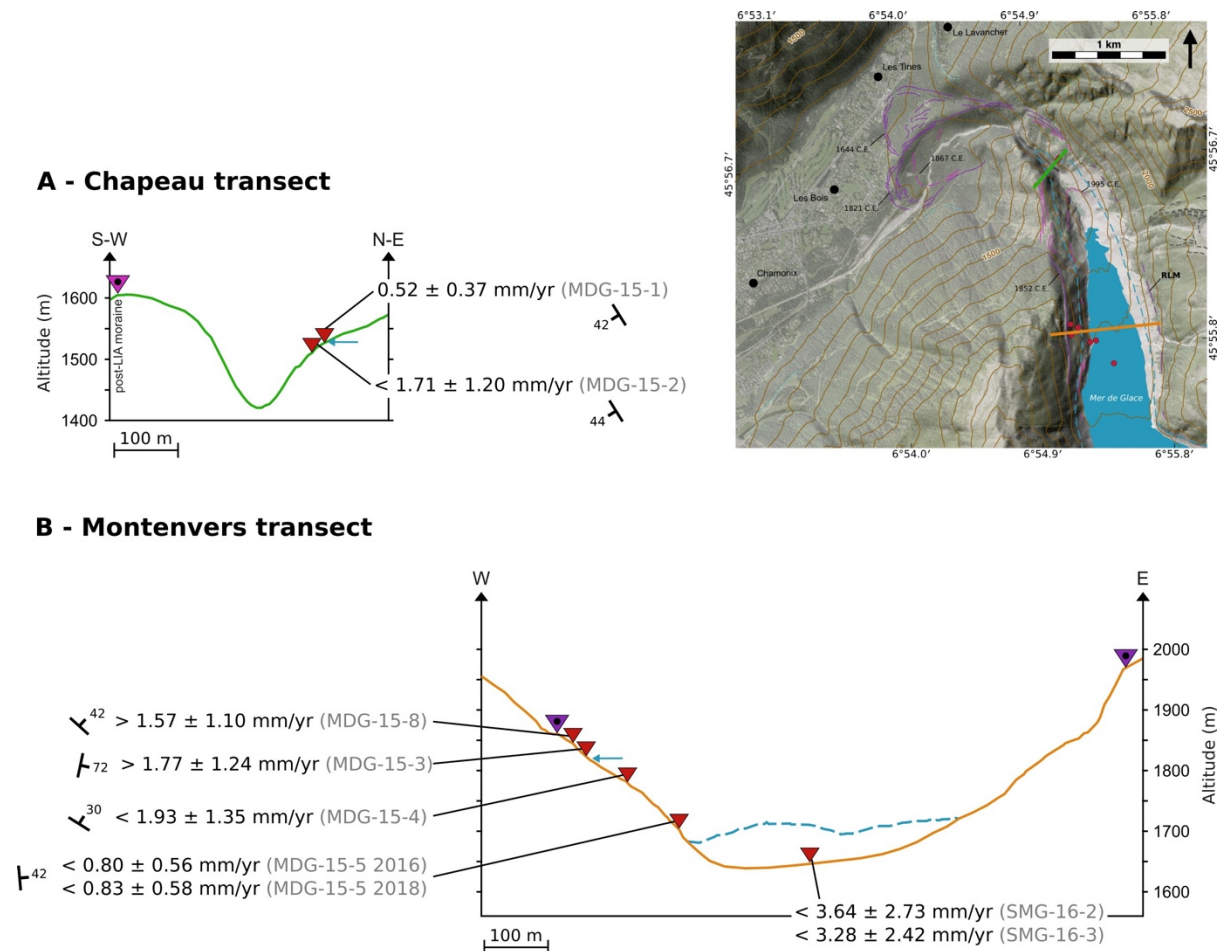 6°53.1’ 6°54.0’ 6°54.9’ 6°55.8’
1500
Le Lavancher
1 km
Les Tines
2500
1644 C.E.
1867 C.E.
45°56.7’
45°56.7’
2000
1995 C.E.
Les Bois
1821 C.E.
1500
Chamonix
1852 C.E.
RLM
45°55.8’
Mer de Glace
6°54.0’ 6°54.9’ 6°55.8’
A - Chapeau transect
S-W N-E
Altitude (m)
1600
1500
1400
post-LIA moraine
0.52 ± 0.37 mm/yr (MDG-15-1)
42
< 1.71 ± 1.20 mm/yr (MDG-15-2)
44
100 m
B - Montenvers transect
W E
2000
1900
1800
1700
1600
Altitude (m)
42 > 1.57 ± 1.10 mm/yr (MDG-15-8)
72 > 1.77 ± 1.24 mm/yr (MDG-15-3)
30 < 1.93 ± 1.35 mm/yr (MDG-15-4)
42 < 0.80 ± 0.56 mm/yr (MDG-15-5 2016)
< 0.83 ± 0.58 mm/yr (MDG-15-5 2018)
< 3.64 ± 2.73 mm/yr (SMG-16-2)
< 3.28 ± 2.42 mm/yr (SMG-16-3)
100 m